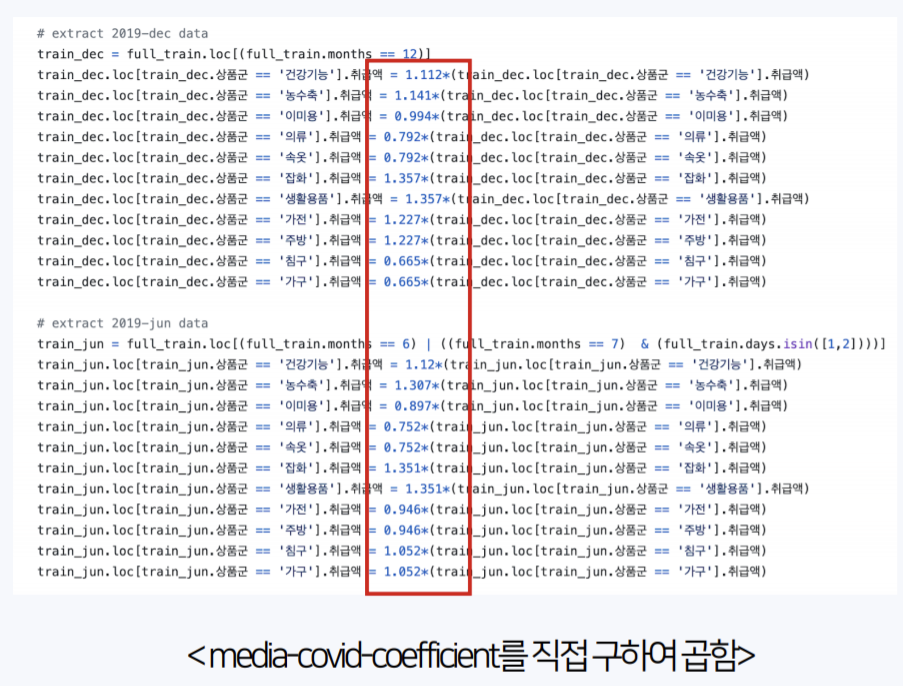 # extract 2019-dec data
train_dec = full_train.loc[(full_train.months == 12)]
train_dec.loc[train_dec.상품군 == '건강기능'].취급액 = 1.112*(train_dec.loc[train_dec.상품군 == '건강기능'].취급액)
train_dec.loc[train_dec.상품군 == '농수축'].취급액 = 1.141*(train_dec.loc[train_dec.상품군 == '농수축'].취급액)
train_dec.loc[train_dec.상품군 == '이미용'].취급액 = 0.994*(train_dec.loc[train_dec.상품군 == '이미용'].취급액)
train_dec.loc[train_dec.상품군 == '의류'].취급액 = 0.792*(train_dec.loc[train_dec.상품군 == '의류'].취급액)
train_dec.loc[train_dec.상품군 == '속옷'].취급액 = 0.792*(train_dec.loc[train_dec.상품군 == '속옷'].취급액)
train_dec.loc[train_dec.상품군 == '잡화'].취급액 = 1.357*(train_dec.loc[train_dec.상품군 == '잡화'].취급액)
train_dec.loc[train_dec.상품군 == '생활용품'].취급액 = 1.357*(train_dec.loc[train_dec.상품군 == '생활용품'].취급액)
train_dec.loc[train_dec.상품군 == '가전'].취급액 = 1.227*(train_dec.loc[train_dec.상품군 == '가전'].취급액)
train_dec.loc[train_dec.상품군 == '주방'].취급액 = 1.227*(train_dec.loc[train_dec.상품군 == '주방'].취급액)
train_dec.loc[train_dec.상품군 == '침구'].취급액 = 0.665*(train_dec.loc[train_dec.상품군 == '침구'].취급액)
train_dec.loc[train_dec.상품군 == '가구'].취급액 = 0.665*(train_dec.loc[train_dec.상품군 == '가구'].취급액)
# extract 2019-jun data
train_jun = full_train.loc[(full_train.months == 6) | ((full_train.months == 7) & (full_train.days.isin([1,2])))]
train_jun.loc[train_jun.상품군 == '건강기능'].취급액 = 1.12*(train_jun.loc[train_jun.상품군 == '건강기능'].취급액)
train_jun.loc[train_jun.상품군 == '농수축'].취급액 = 1.307*(train_jun.loc[train_jun.상품군 == '농수축'].취급액)
train_jun.loc[train_jun.상품군 == '이미용'].취급액 = 0.897*(train_jun.loc[train_jun.상품군 == '이미용'].취급액)
train_jun.loc[train_jun.상품군 == '의류'].취급액 = 0.752*(train_jun.loc[train_jun.상품군 == '의류'].취급액)
train_jun.loc[train_jun.상품군 == '속옷'].취급액 = 0.752*(train_jun.loc[train_jun.상품군 == '속옷'].취급액)
train_jun.loc[train_jun.상품군 == '잡화'].취급액 = 1.351*(train_jun.loc[train_jun.상품군 == '잡화'].취급액)
train_jun.loc[train_jun.상품군 == '생활용품'].취급액 = 1.351*(train_jun.loc[train_jun.상품군 == '생활용품'].취급액)
train_jun.loc[train_jun.상품군 == '가전'].취급액 = 0.946*(train_jun.loc[train_jun.상품군 == '가전'].취급액)
train_jun.loc[train_jun.상품군 == '주방'].취급액 = 0.946*(train_jun.loc[train_jun.상품군 == '주방'].취급액)
train_jun.loc[train_jun.상품군 == '침구'].취급액 = 1.052*(train_jun.loc[train_jun.상품군 == '침구'].취급액)
train_jun.loc[train_jun.상품군 == '가구'].취급액 = 1.052*(train_jun.loc[train_jun.상품군 == '가구'].취급액)
<media-covid-coefficient를 직접 구하여 곱함>